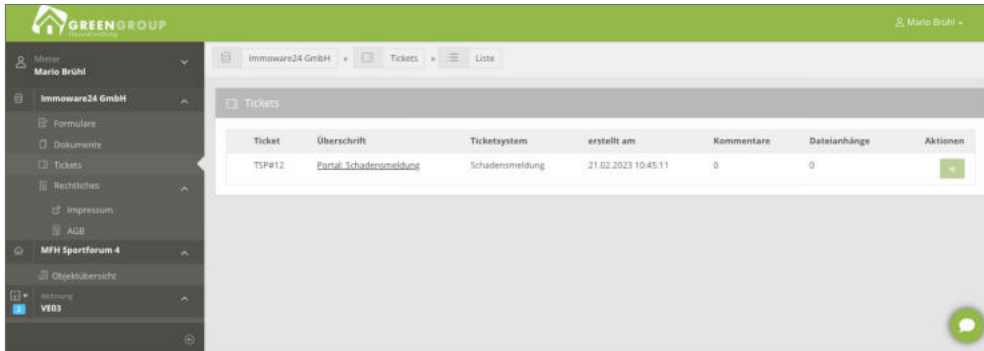 GREENGROUP
Hausverwaltung
Mario Brühl
Mieter
Mario Brühl
Immoware24 GmbH
Formulare
Dokumente
Tickets
Rechtliches
Impressum
AGB
MFH Sportforum 4
Objektübersicht
Wohnung
VE03
3
Immoware24 GmbH » Tickets » Liste
Tickets
Ticket Überschrift Ticketsystem erstellt am Kommentare Dateianhänge Aktionen
TSP#12 Portal: Schadensmeldung Schadensmeldung 21.02.2023 10:45:11 0 0